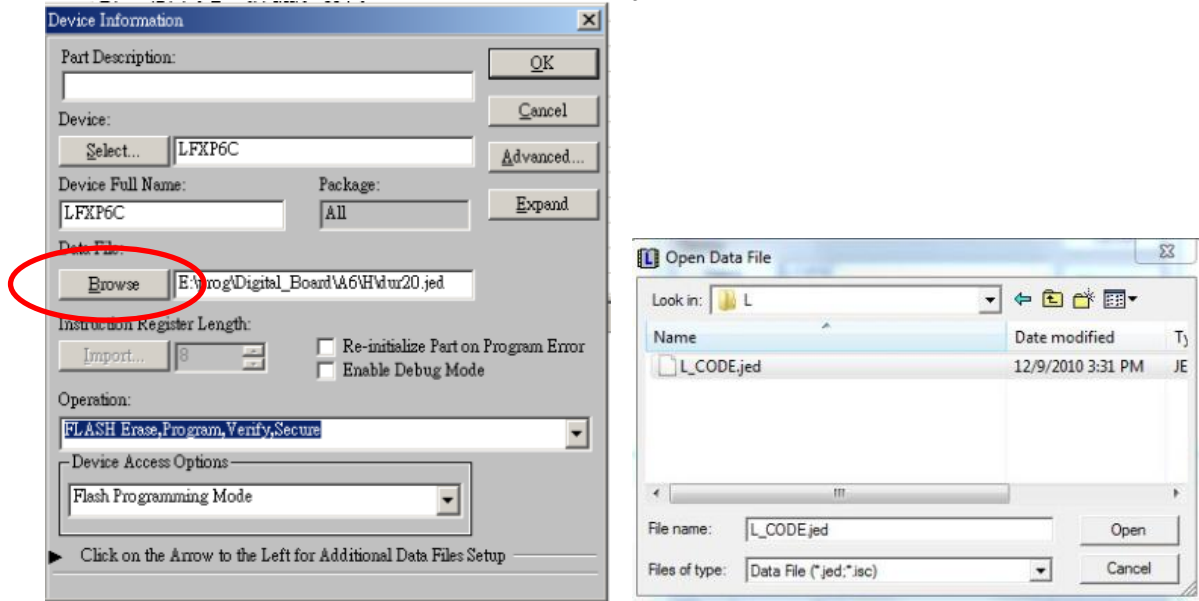 Device Information
Part Description:
OK
Cancel
Device:
Select... LFXP6C
Advanced...
Device Full Name: Package:
LFXP6C All
Expand
Data File:
Browse E:\prog\Digital_Board\A6\H\dur20.jed
Instruction Register Length:
Import... 8
Re-initialize Part on Program Error
Enable Debug Mode
Operation:
FLASH Erase,Program,Verify,Secure
Device Access Options
Flash Programming Mode
Click on the Arrow to the Left for Additional Data Files Setup
Open Data File
Look in: L
Name Date modified
L_CODE.jed 12/9/2010 3:31 PM JE
File name: L_CODE.jed Open
Files of type: Data File (*.jed;*.isc) Cancel